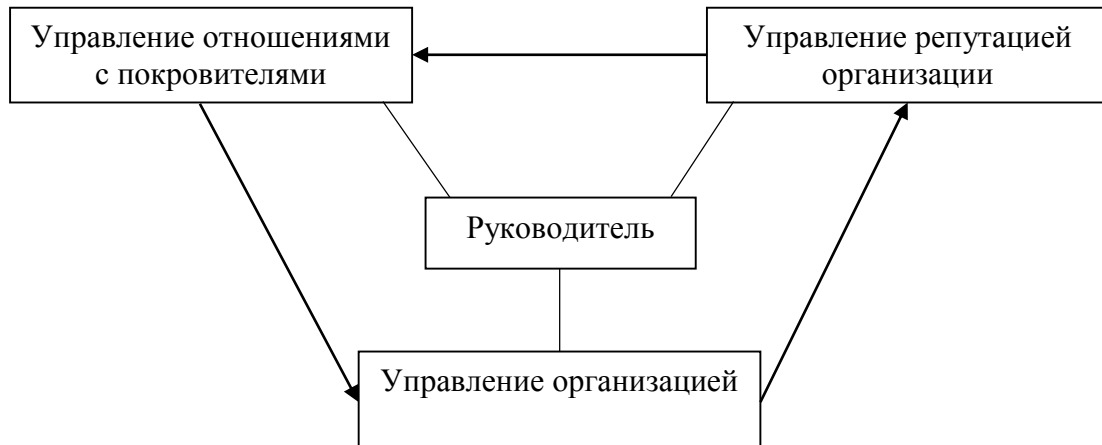 Управление отношениями
с покровителями
Управление репутацией
организации
Руководитель
Управление организацией